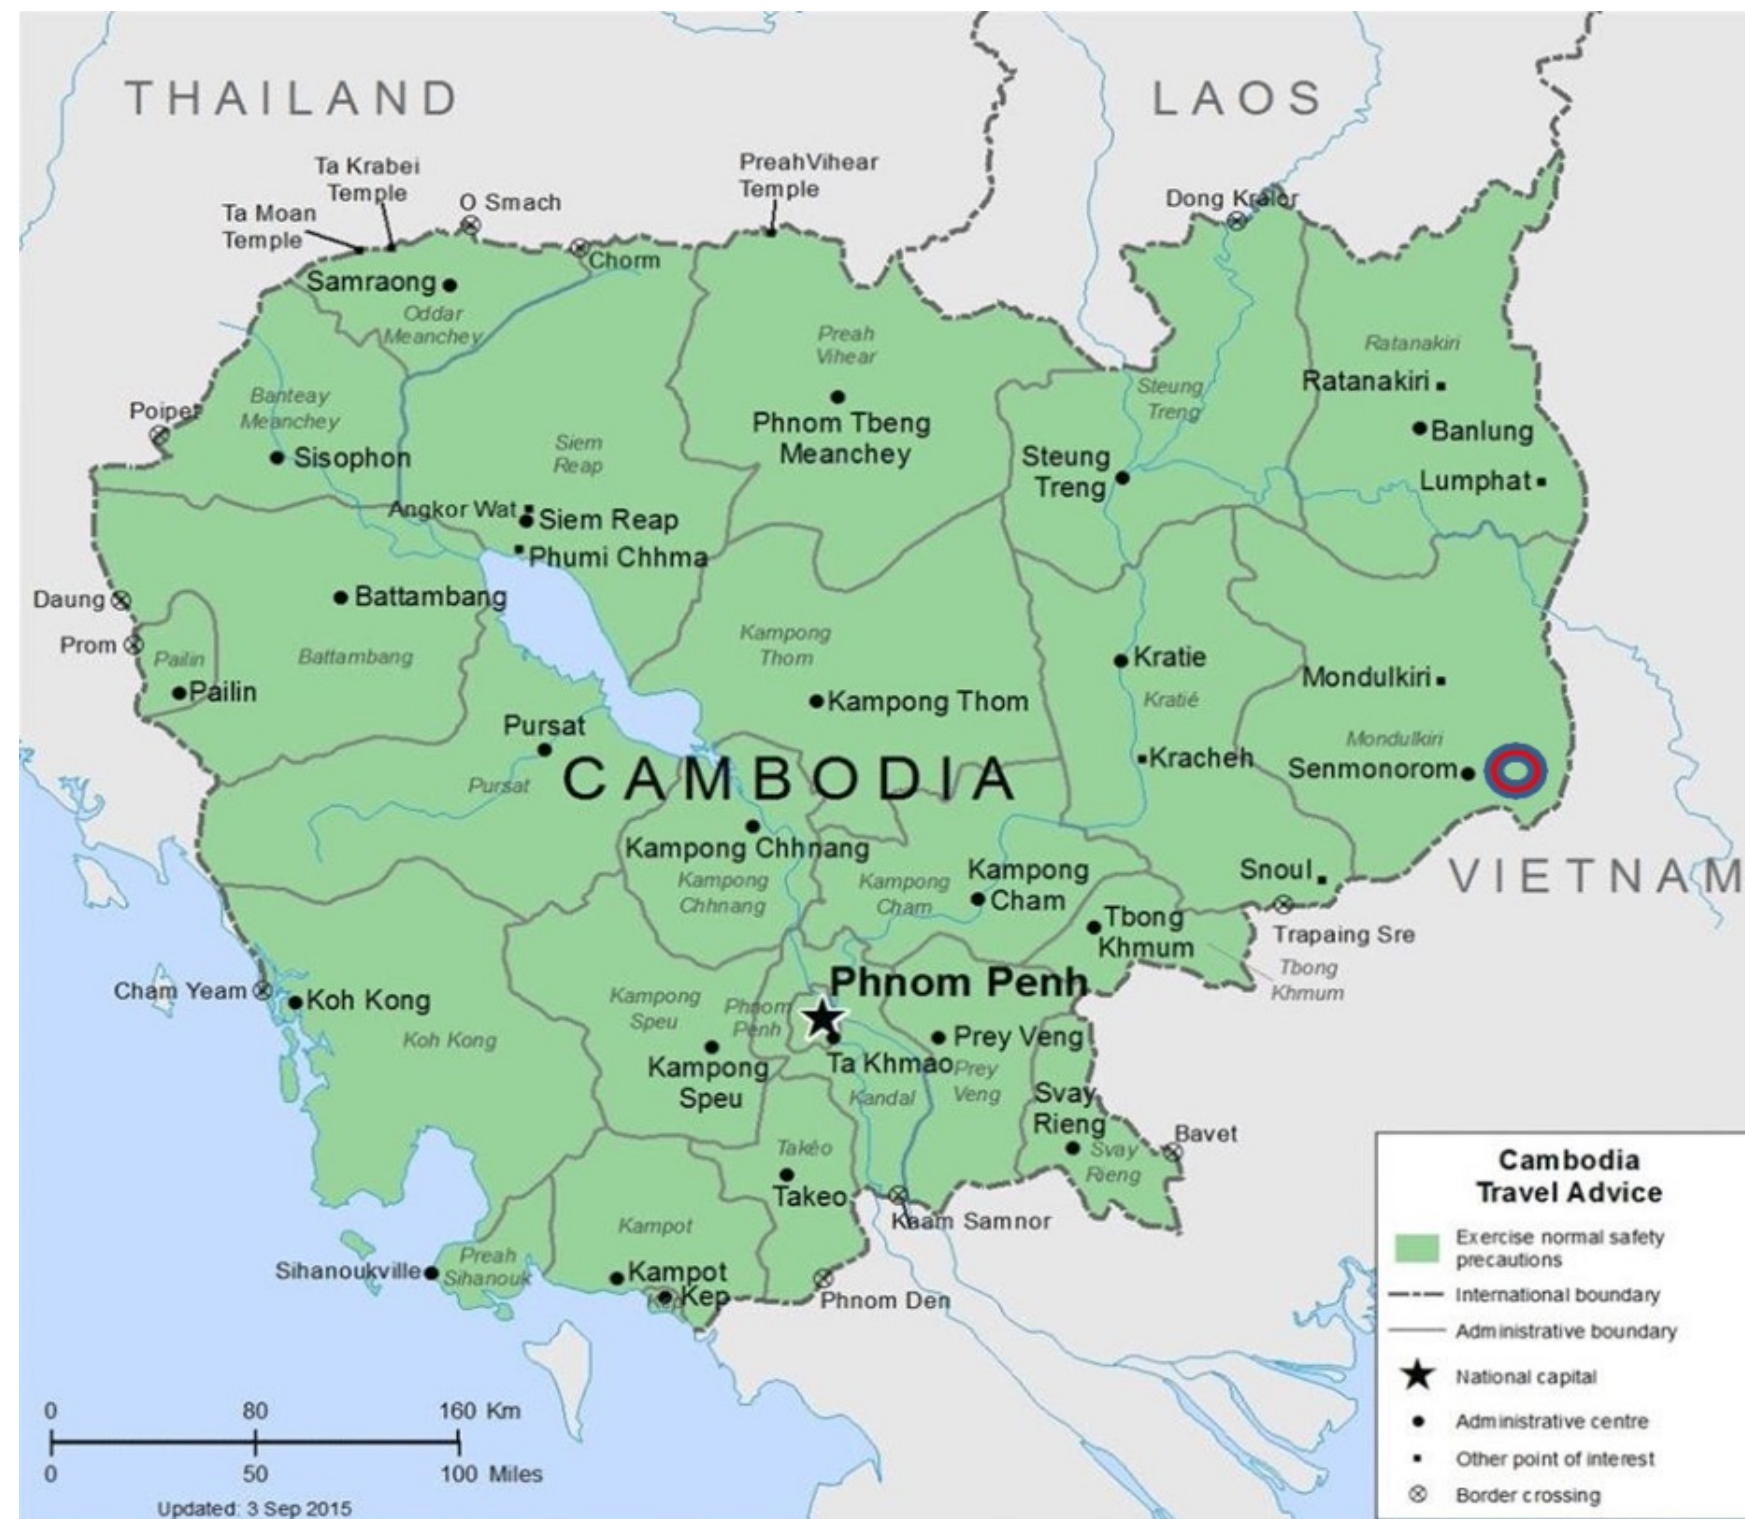 THAILAND
LAOS
Ta Krabei
Temple
PreahVihear
Temple
Ta Moan
Temple
O Smach
Dong Kralor
Chorm
Samraong
Oddar
Meanchey
Preah
Vihear
Ratanakiri
Ratanakiri
Steung
Treng
Banteay
Meanchey
Poipet
Phnom Tbeng
Meanchey
Banlung
Sisophon
Siem
Reap
Steung
Treng
Lumphat
Angkor Wat
Siem Reap
Phumi Chhma
Daung
Battambang
Prom
Pailin
Battambang
Kampong
Thom
Kratie
Mondulkiri
Pailin
Kampong Thom
Kratié
Pursat
Mondulkiri
Kracheh
CAMBODIA
Senmonorom
Pursat
Kampong Chhnang
Kampong
Chhnang
Kampong
Cham
Kampong
Cham
Snoul
VIETNAM
Tbong
Khmum
Trapaing Sre
Tbong
Khmum
Cham Yeam
Koh Kong
Koh Kong
Kampong
Speu
Phnom
Penh
Phnom Penh
Prey Veng
Kampong
Speu
Ta Khmao
Prey
Veng
Kandal
Svay
Rieng
Svay
Rieng
Bavet
Takêo
Takeo
Kaam Samnor
Kampot
Preah
Sihanouk
Sihanoukville
Kampot
Kep
Kep
Phnom Den
Cambodia
Travel Advice
Exercise normal safety
precautions
International boundary
Administrative boundary
National capital
Administrative centre
Other point of interest
Border crossing
0 80 160 Km
0 50 100 Miles
Updated: 3 Sep 2015